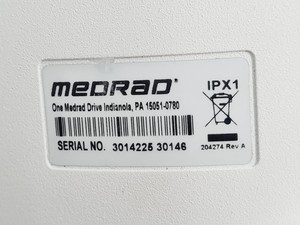 MEDRAD®
One Medrad Drive Indianola, PA 15051-0780
SERIAL NO. 3014225 30146
IPX1
204274 Rev A